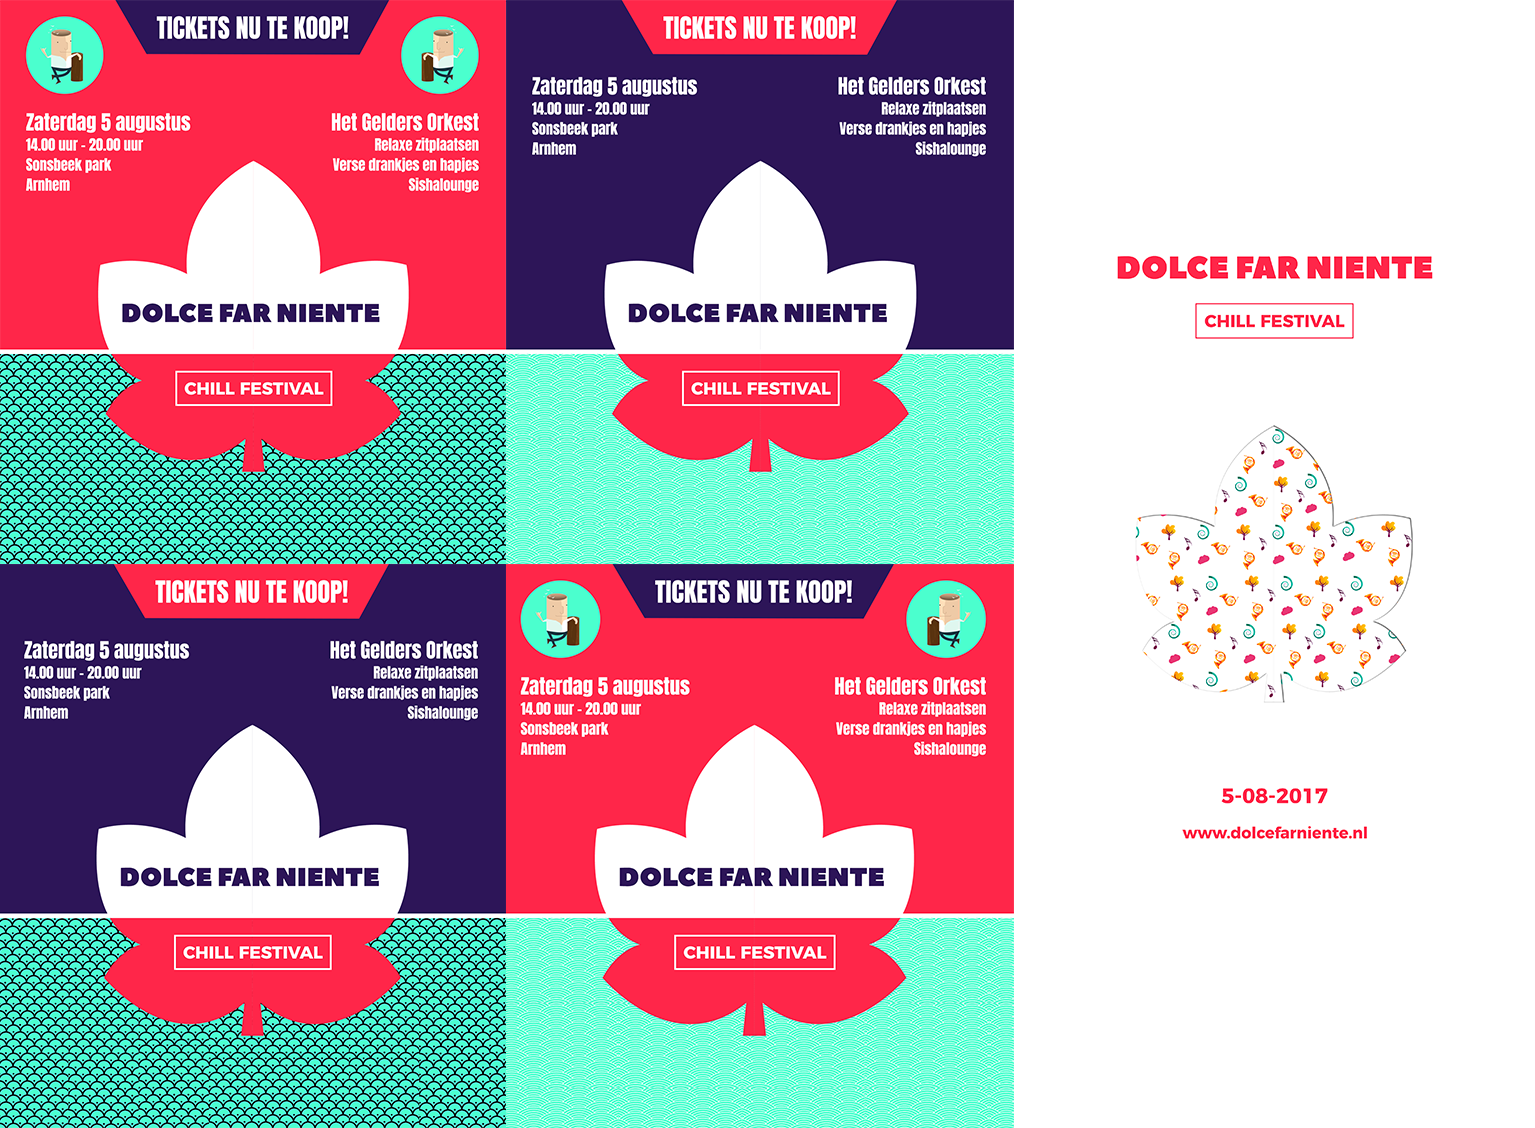 TICKETS NU TE KOOP!
Zaterdag 5 augustus
14.00 uur - 20.00 uur
Sonsbeek park
Arnhem
Het Gelders Orkest
Relaxe zitplaatsen
Verse drankjes en hapjes
Sishalounge
DOLCE FAR NIENTE
CHILL FESTIVAL
TICKETS NU TE KOOP!
Zaterdag 5 augustus
14.00 uur - 20.00 uur
Sonsbeek park
Arnhem
Het Gelders Orkest
Relaxe zitplaatsen
Verse drankjes en hapjes
Sishalounge
DOLCE FAR NIENTE
CHILL FESTIVAL
TICKETS NU TE KOOP!
Zaterdag 5 augustus
14.00 uur - 20.00 uur
Sonsbeek park
Arnhem
Het Gelders Orkest
Relaxe zitplaatsen
Verse drankjes en hapjes
Sishalounge
DOLCE FAR NIENTE
CHILL FESTIVAL
TICKETS NU TE KOOP!
Zaterdag 5 augustus
14.00 uur - 20.00 uur
Sonsbeek park
Arnhem
Het Gelders Orkest
Relaxe zitplaatsen
Verse drankjes en hapjes
Sishalounge
DOLCE FAR NIENTE
CHILL FESTIVAL
DOLCE FAR NIENTE
CHILL FESTIVAL
5-08-2017
www.dolcefarniente.nl